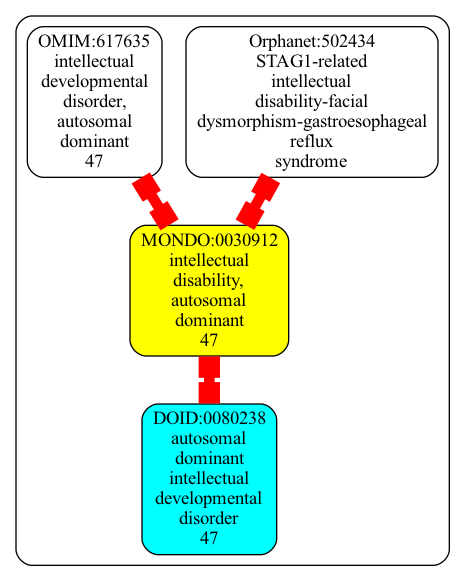 OMIM:617635
intellectual
developmental
disorder,
autosomal
dominant
47
Orphanet:502434
STAG1-related
intellectual
disability-facial
dysmorphism-gastroesophageal
reflux
syndrome
MONDO:0030912
intellectual
disability,
autosomal
dominant
47
DOID:0080238
autosomal
dominant
intellectual
developmental
disorder
47